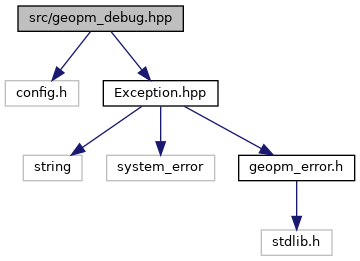 src/geopm_debug.hpp
config.h
Exception.hpp
string
system_error
geopm_error.h
stdlib.h